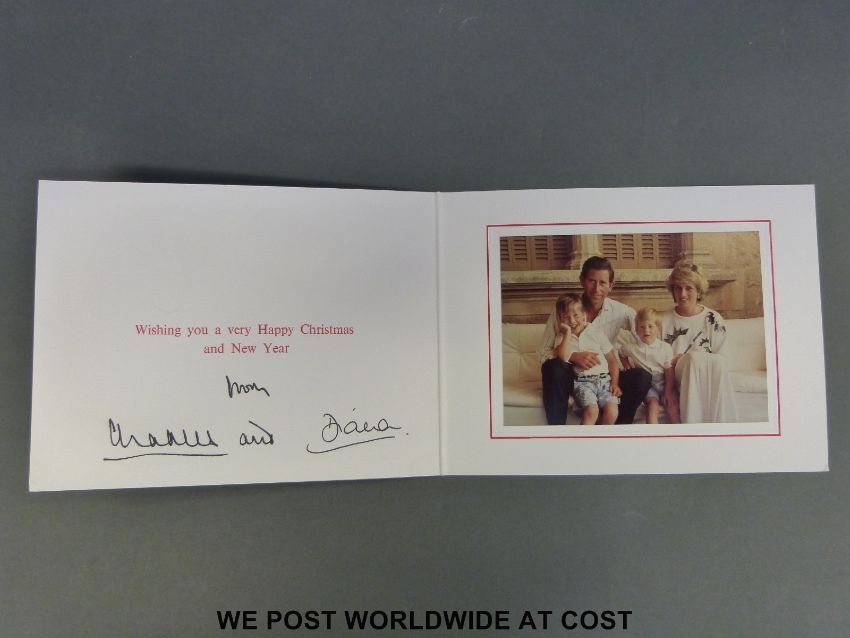 Wishing you a very Happy Christmas
and New Year
from
Charles and Diana.
WE POST WORLDWIDE AT COST